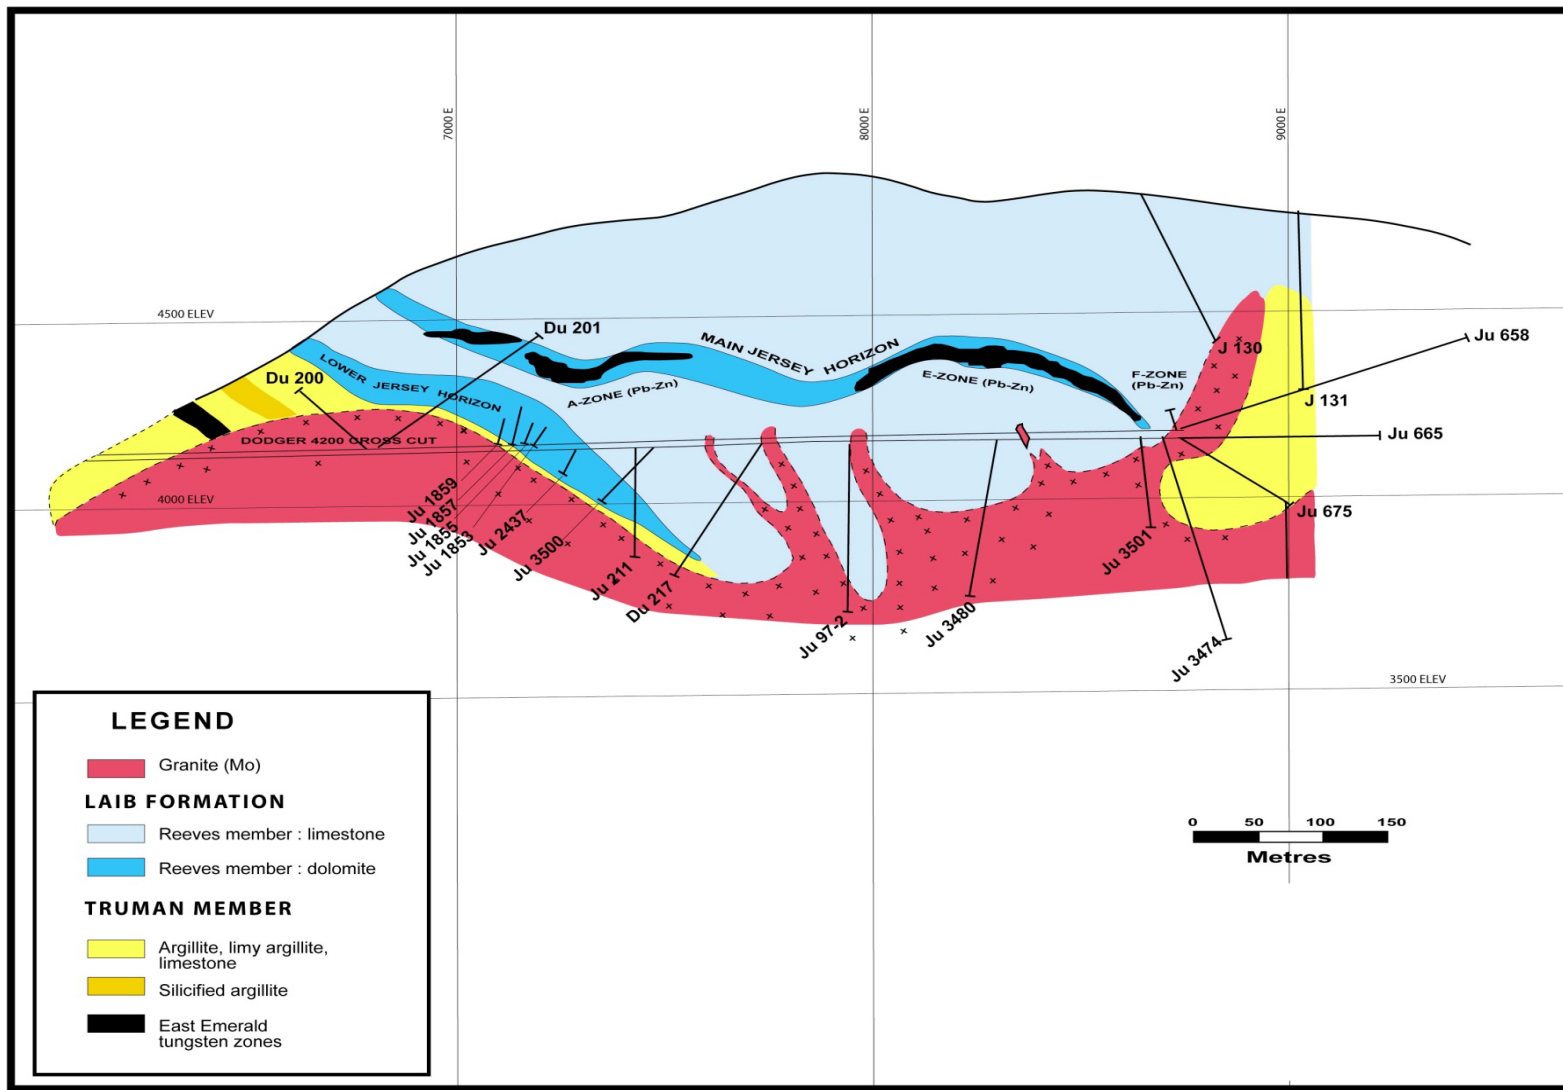 7000 E
8000 E
9000 E
4500 ELEV
Du 201
Du 200
LOWER JERSEY HORIZON
MAIN JERSEY HORIZON
A-ZONE (Pb-Zn)
E-ZONE (Pb-Zn)
F-ZONE
(Pb-Zn)
J 130
Ju 658
J 131
Ju 665
DODGER 4200 CROSS CUT
4000 ELEV
Ju 1859
Ju 1857
Ju 1855
Ju 1853
Ju 2437
Ju 3500
Ju 211
Du 217
Ju 97-2
Ju 3480
Ju 3501
Ju 675
Ju 3474
3500 ELEV
LEGEND
Granite (Mo)
LAIB FORMATION
Reeves member : limestone
Reeves member : dolomite
TRUMAN MEMBER
Argillite, limy argillite,
limestone
Silicified argillite
East Emerald
tungsten zones
0 50 100 150
Metres